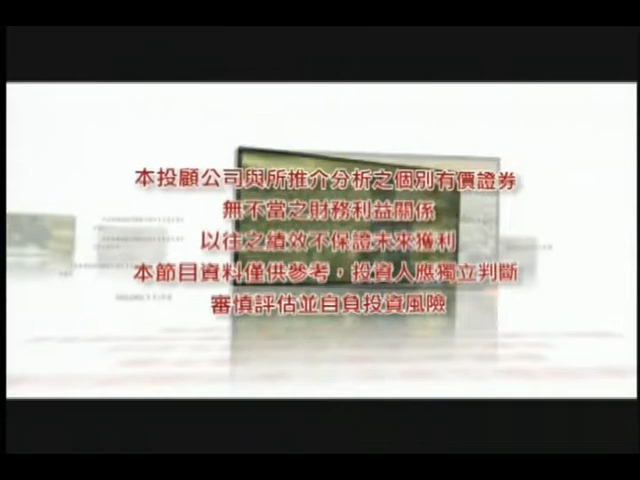 本投顧公司與所推介分析之個別有價證券
無不當之財務利益關係
以往之績效不保證未來獲利
本節目資料僅供參考，投資人應獨立判斷
審慎評估並自負投資風險